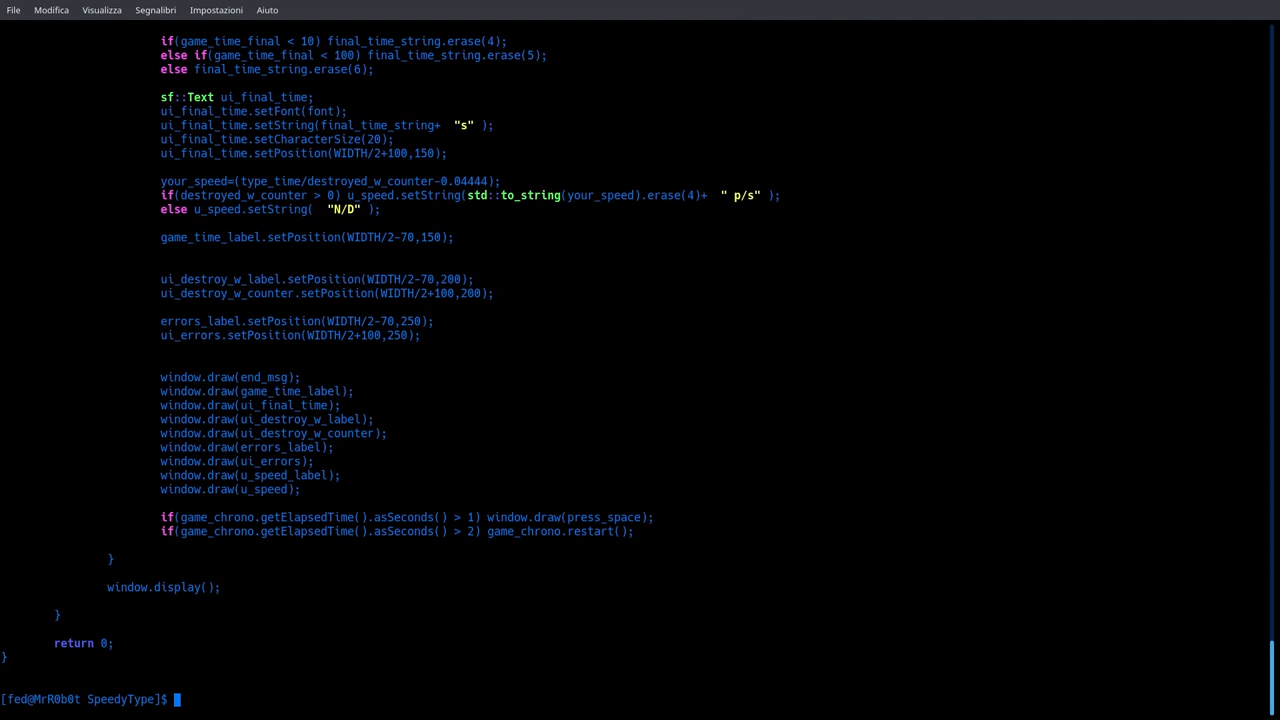 File Modifica Visualizza Segnalibri Impostazioni Aiuto
if(game_time_final < 10) final_time_string.erase(4);
else if(game_time_final < 100) final_time_string.erase(5);
else final_time_string.erase(6);
sf::Text ui_final_time;
ui_final_time.setFont(font);
ui_final_time.setString(final_time_string+  "s" );
ui_final_time.setCharacterSize(20);
ui_final_time.setPosition(WIDTH/2+100,150);
your_speed=(type_time/destroyed_w_counter-0.04444);
if(destroyed_w_counter > 0) u_speed.setString(std::to_string(your_speed).erase(4)+  " p/s" );
else u_speed.setString(  "N/D" );
game_time_label.setPosition(WIDTH/2-70,150);
ui_destroy_w_label.setPosition(WIDTH/2-70,200);
ui_destroy_w_counter.setPosition(WIDTH/2+100,200);
errors_label.setPosition(WIDTH/2-70,250);
ui_errors.setPosition(WIDTH/2+100,250);
window.draw(end_msg);
window.draw(game_time_label);
window.draw(ui_final_time);
window.draw(ui_destroy_w_label);
window.draw(ui_destroy_w_counter);
window.draw(errors_label);
window.draw(ui_errors);
window.draw(u_speed_label);
window.draw(u_speed);
if(game_chrono.getElapsedTime().asSeconds() > 1) window.draw(press_space);
if(game_chrono.getElapsedTime().asSeconds() > 2) game_chrono.restart();
}
window.display();
}
return 0;
}
[fed@MrR0b0t SpeedyType]$